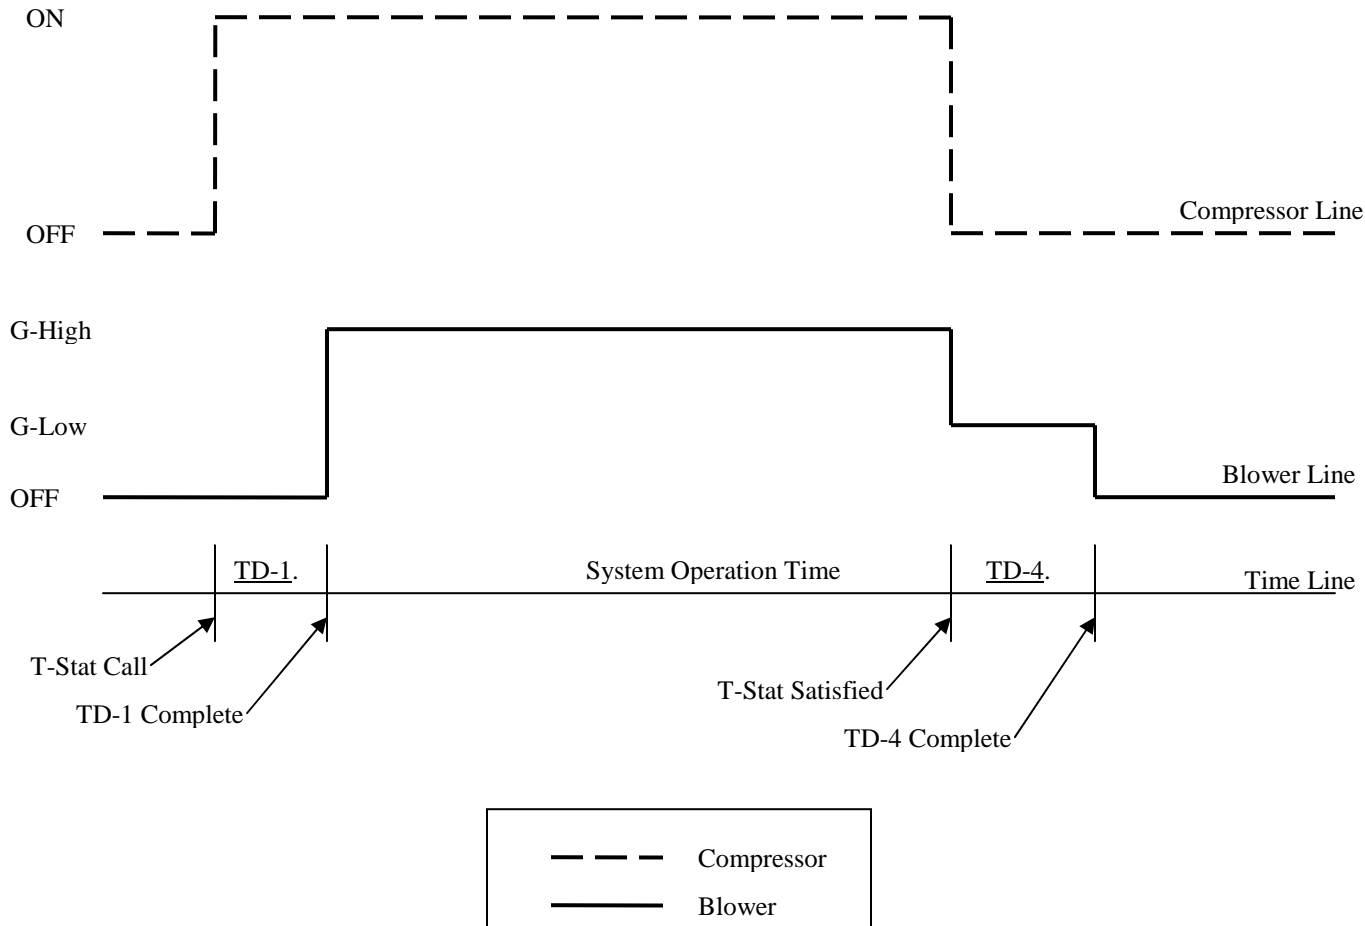 ON
Compressor Line
OFF
G-High
G-Low
Blower Line
OFF
TD-1.
System Operation Time
TD-4.
Time Line
T-Stat Call
T-Stat Satisfied
TD-1 Complete
TD-4 Complete
Compressor
Blower